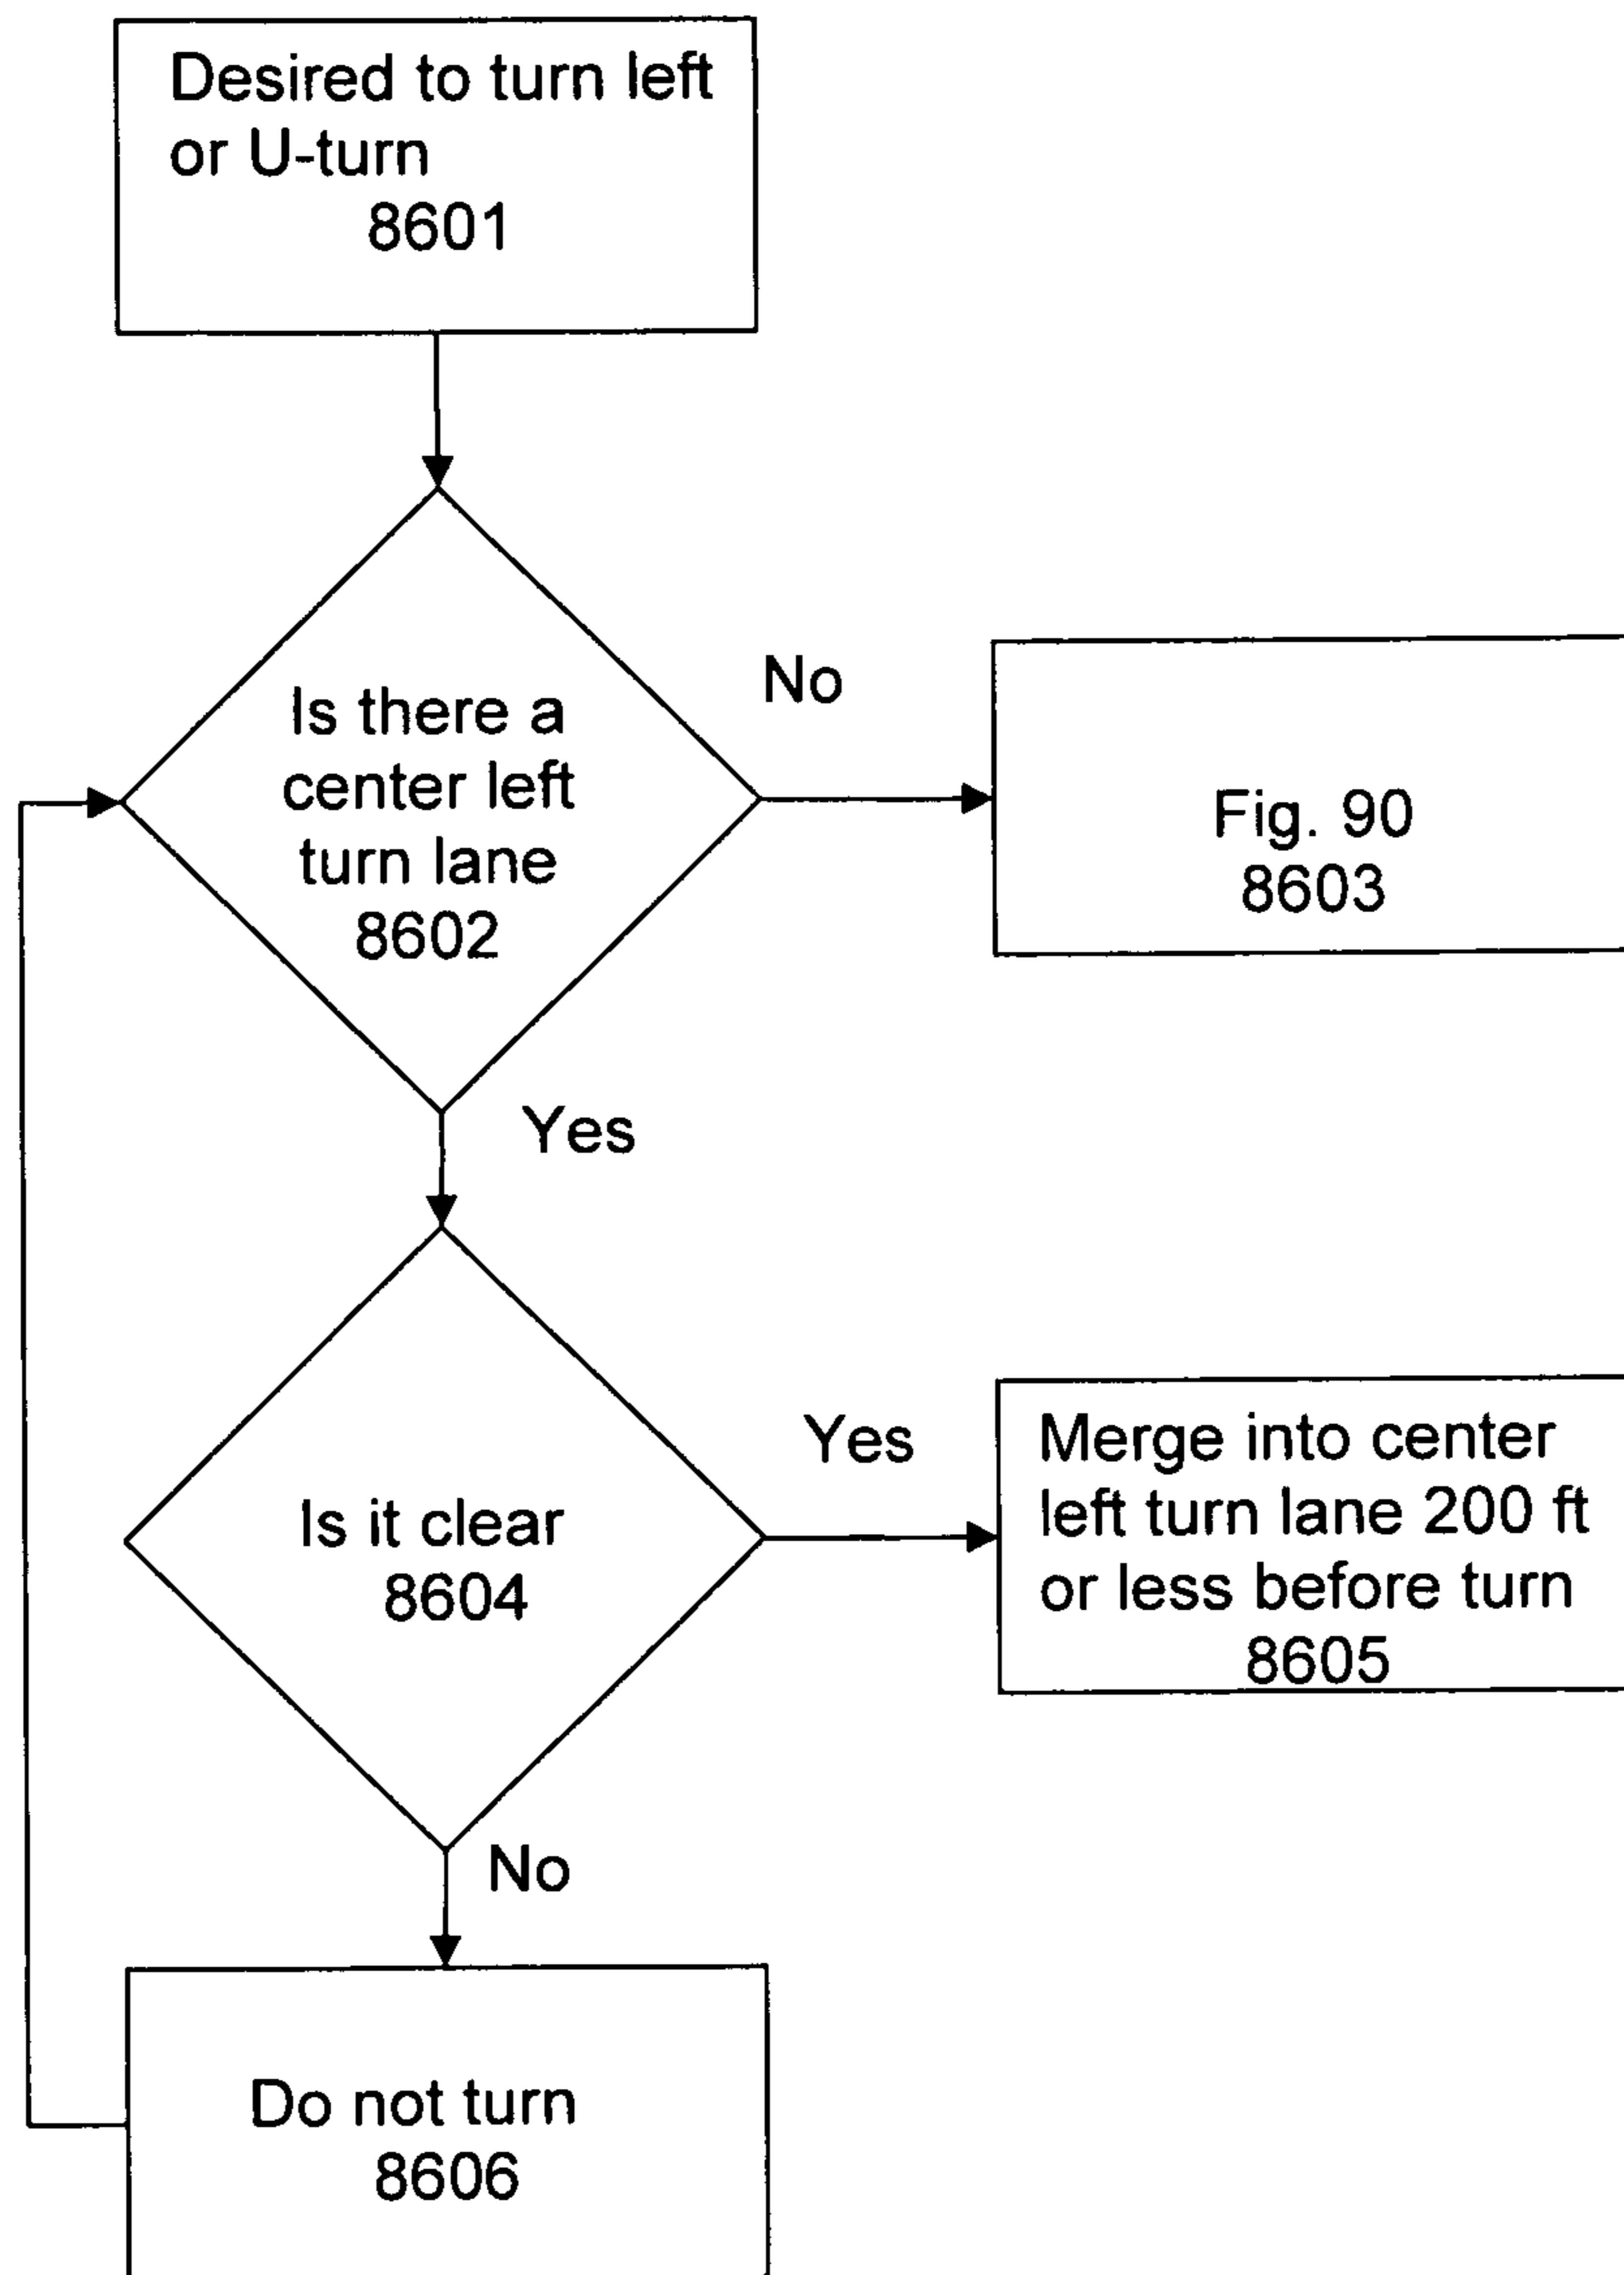 Desired to turn left
or U-turn
8601
Is there a
center left
turn lane
8602
No
Fig. 90
8603
Yes
Is it clear
8604
Yes
Merge into center
left turn lane 200 ft
or less before turn
8605
No
Do not turn
8606